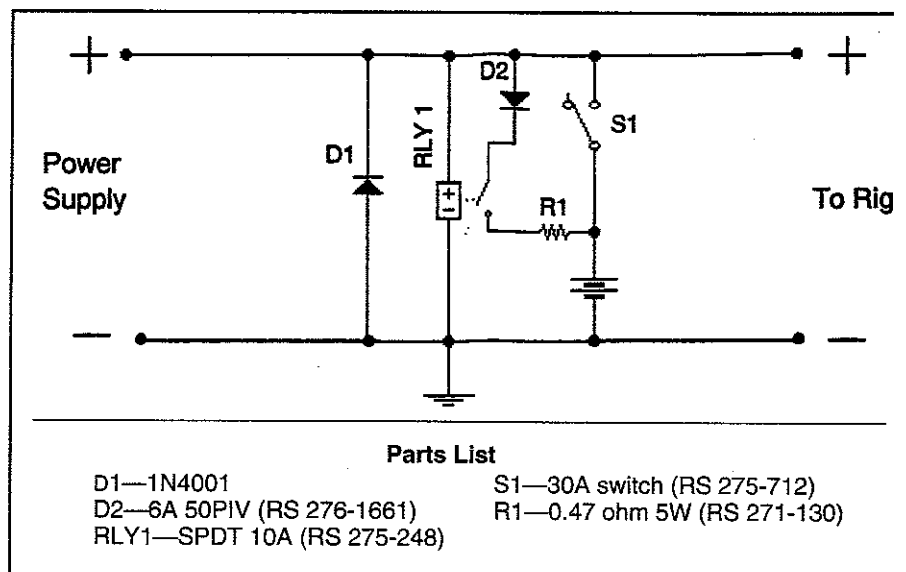 + +
D2
S1
RLY 1
D1
Power
Supply
+
−
R1
To Rig
− −
Parts List
D1—1N4001
D2—6A 50PIV (RS 276-1661)
RLY1—SPDT 10A (RS 275-248)
S1—30A switch (RS 275-712)
R1—0.47 ohm 5W (RS 271-130)